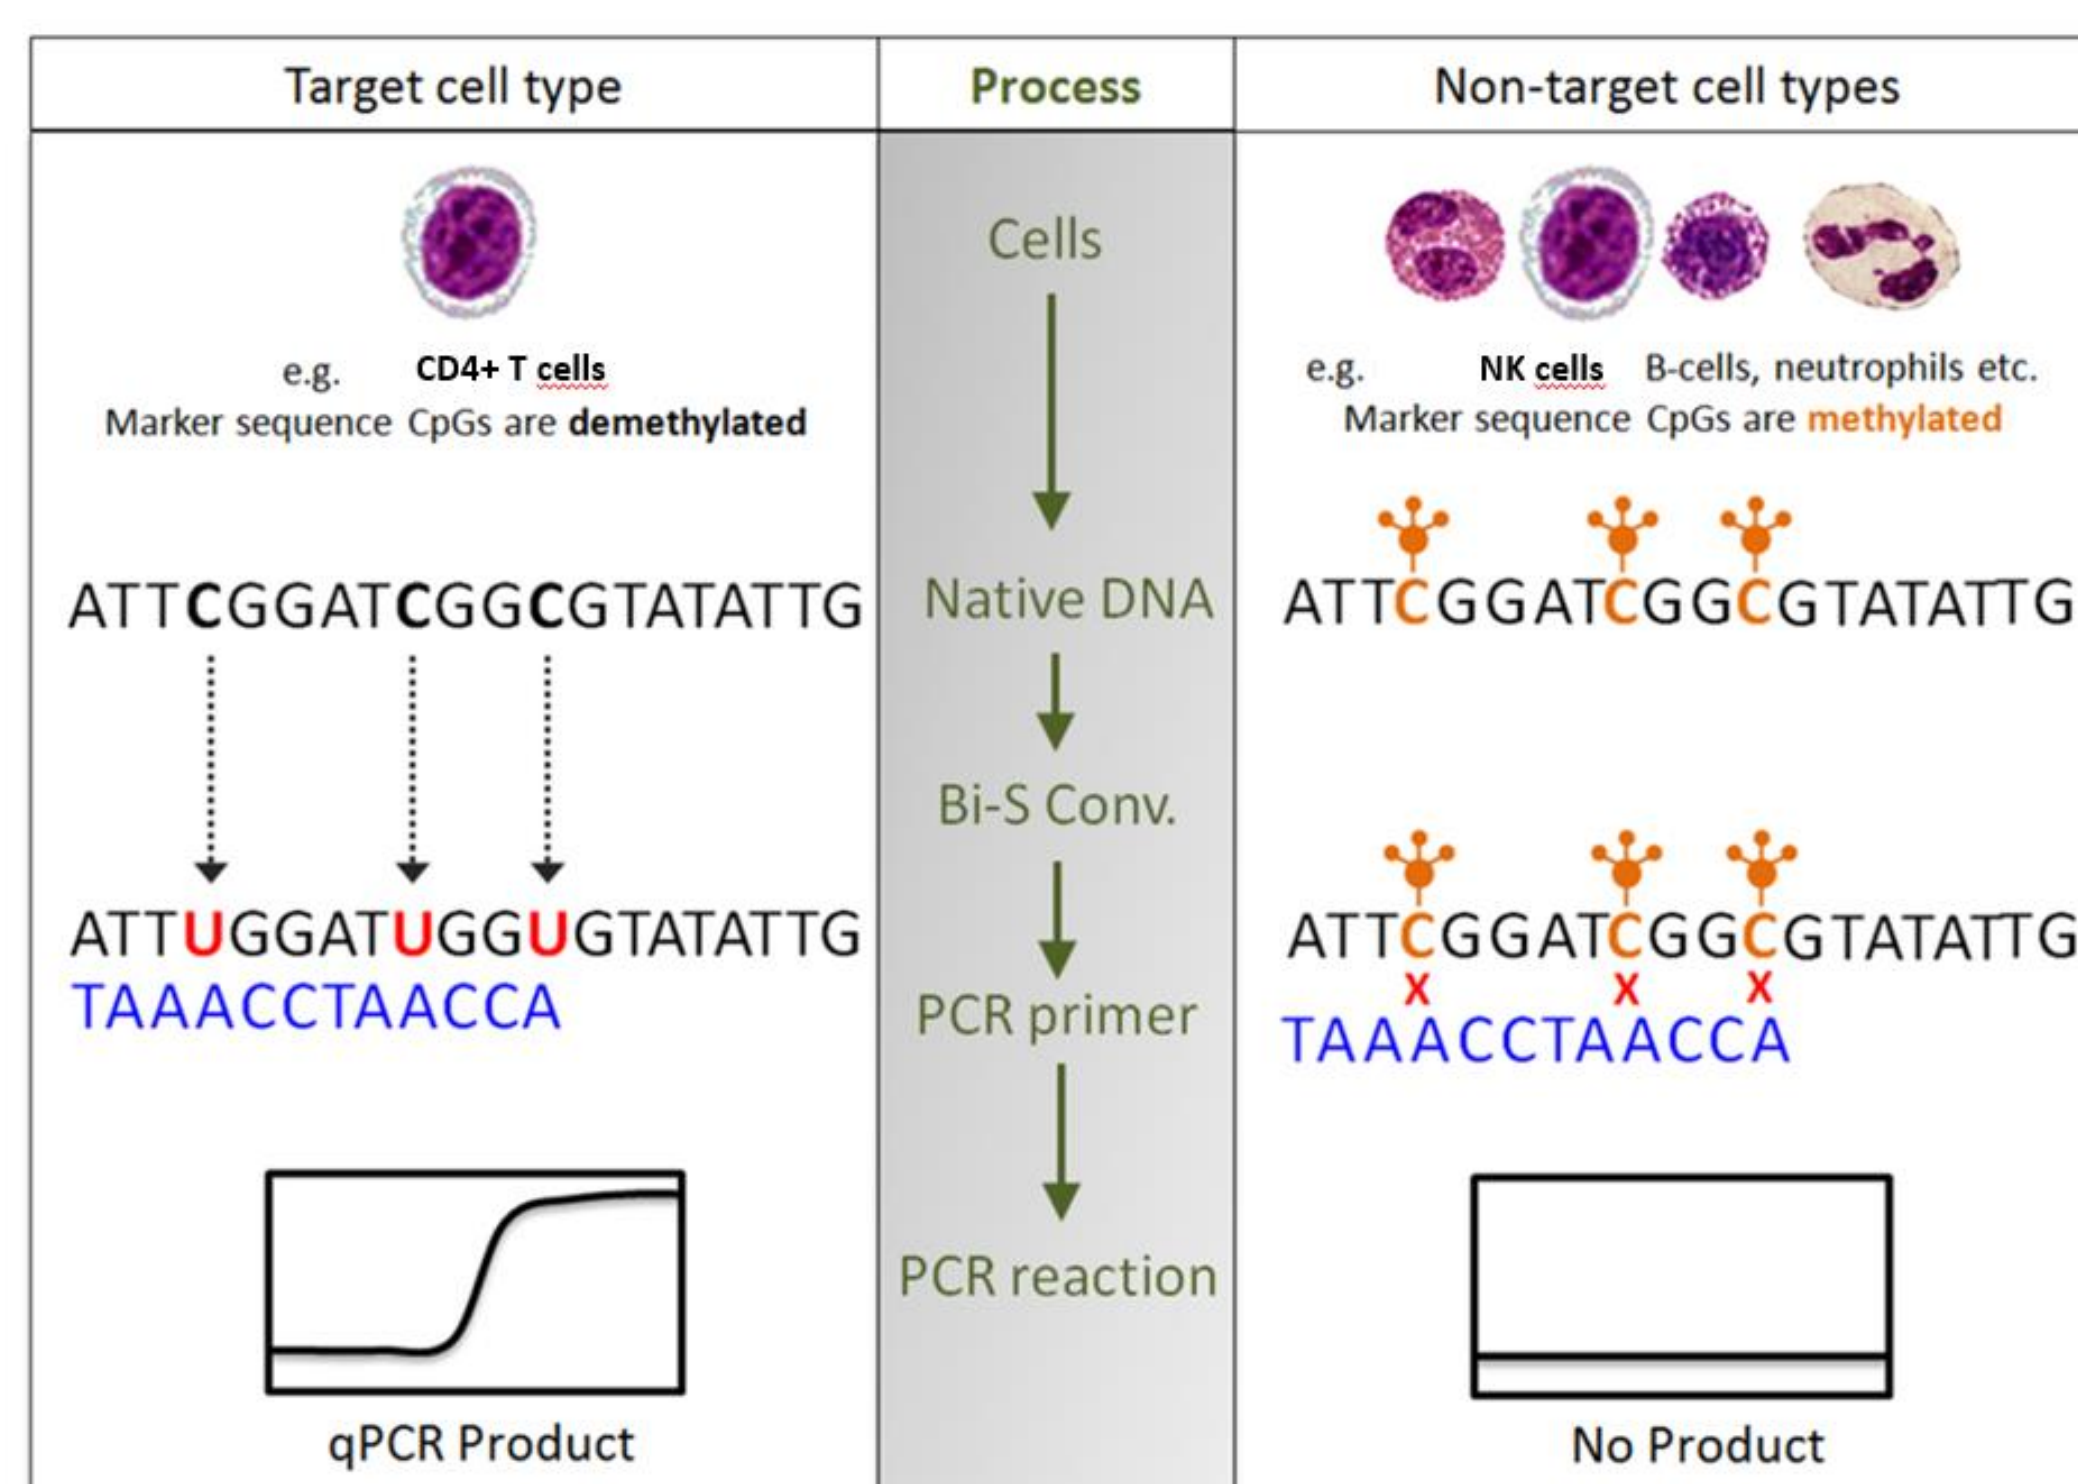 Target cell type
Process
Non-target cell types
e.g. CD4+ T cells
Marker sequence CpGs are demethylated
Cells
e.g. NK cells B-cells, neutrophils etc.
Marker sequence CpGs are methylated
ATTCGGATCGGCGTATATTG
Native DNA
ATTCGGATCGGCGTATATTG
Bi-S Conv.
ATTUGGATUGGUGTATATTG
TAAACCTAACCA
PCR primer
ATTCGGATCGGCGTATATTG
X X X
TAAACCTAACCA
PCR reaction
qPCR Product
No Product